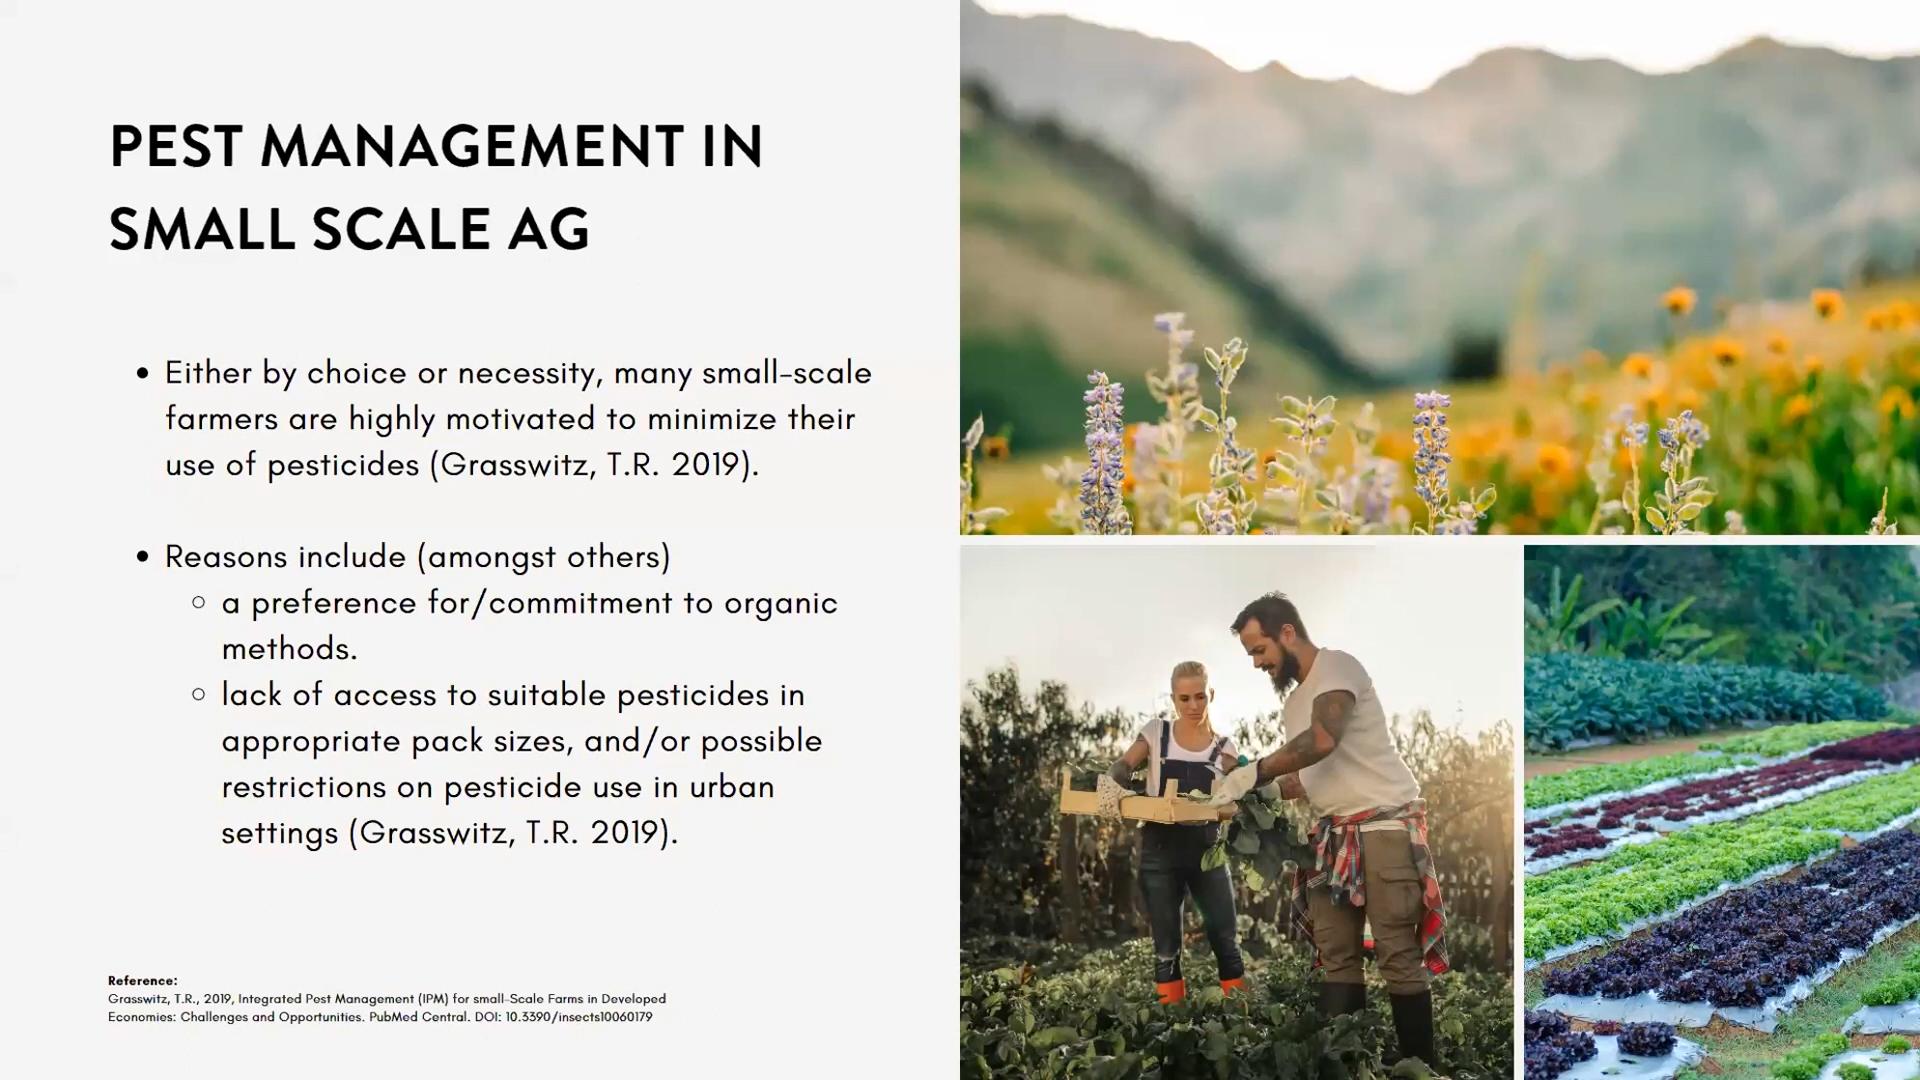 PEST MANAGEMENT IN
SMALL SCALE AG
• Either by choice or necessity, many small-scale
farmers are highly motivated to minimize their
use of pesticides (Grasswitz, T.R. 2019).
• Reasons include (amongst others)
○ a preference for/commitment to organic
methods.
○ lack of access to suitable pesticides in
appropriate pack sizes, and/or possible
restrictions on pesticide use in urban
settings (Grasswitz, T.R. 2019).
Reference:
Grasswitz, T.R., 2019, Integrated Pest Management (IPM) for small-Scale Farms in Developed
Economies: Challenges and Opportunities. PubMed Central. DOI: 10.3390/insects10060179